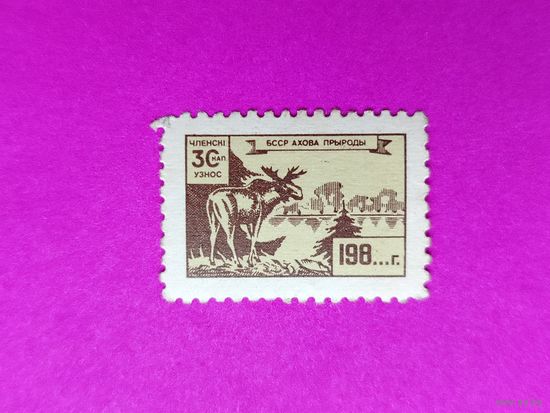 ЧЛЕНСКІ
30 КАП
УЗНОС
БССР АХОВА ПРЫРОДЫ
198...г.